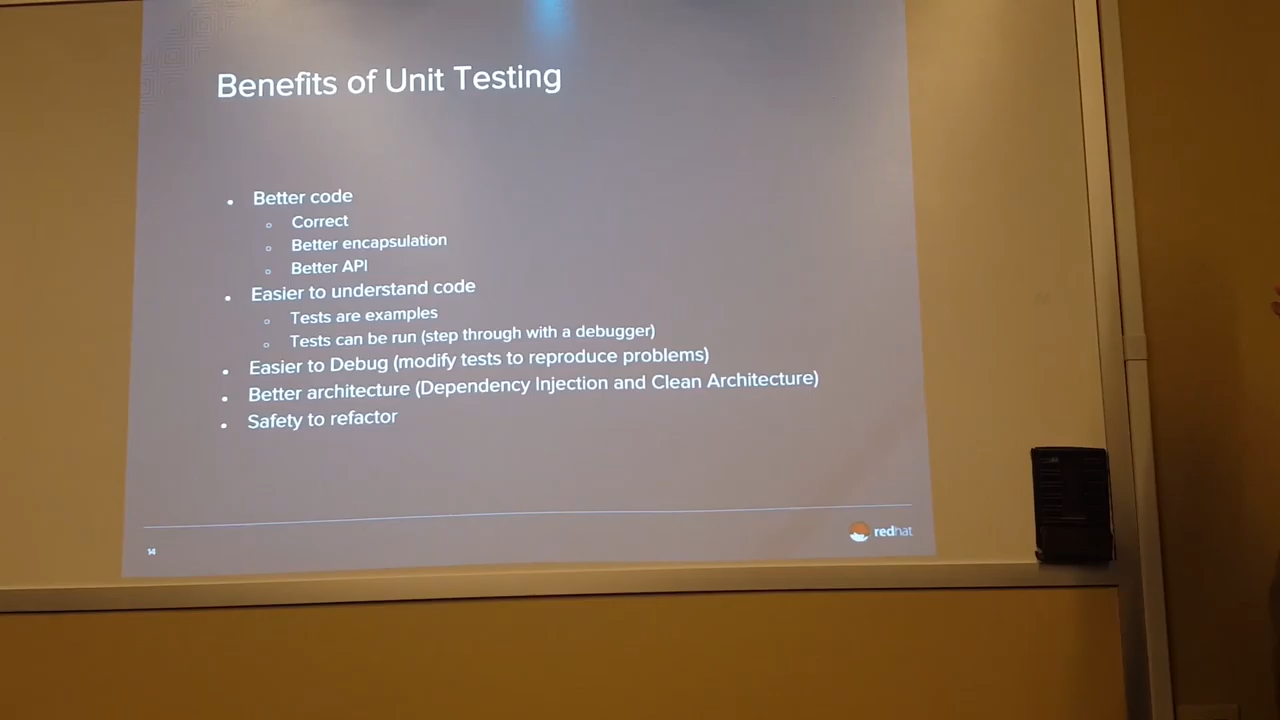 Benefits of Unit Testing
• Better code
○ Correct
○ Better encapsulation
○ Better API
• Easier to understand code
○ Tests are examples
○ Tests can be run (step through with a debugger)
• Easier to Debug (modify tests to reproduce problems)
• Better architecture (Dependency Injection and Clean Architecture)
• Safety to refactor
14
redhat